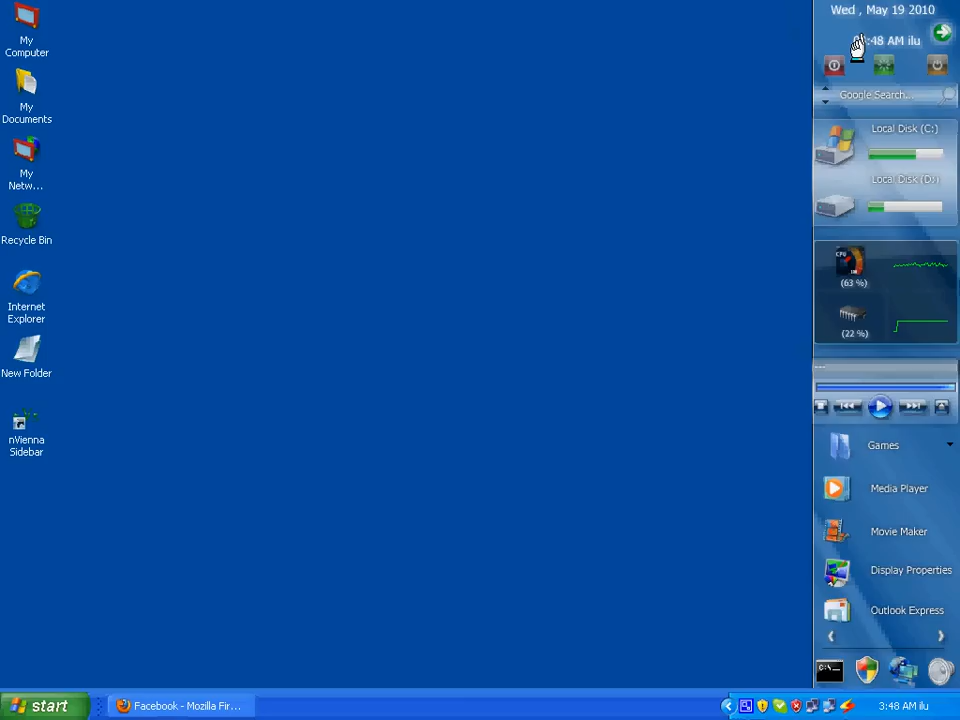 My
Computer
My
Documents
My
Netw...
Recycle Bin
Internet
Explorer
New Folder
nVienna
Sidebar
Wed , May 19 2010
:48 AM ilu
Google Search...
Local Disk (C:)
Local Disk (D:)
CPU
(63 %)
(22 %)
---
Games
Media Player
Movie Maker
Display Properties
Outlook Express
C:\_
start
Facebook - Mozilla Fir...
3:48 AM ilu